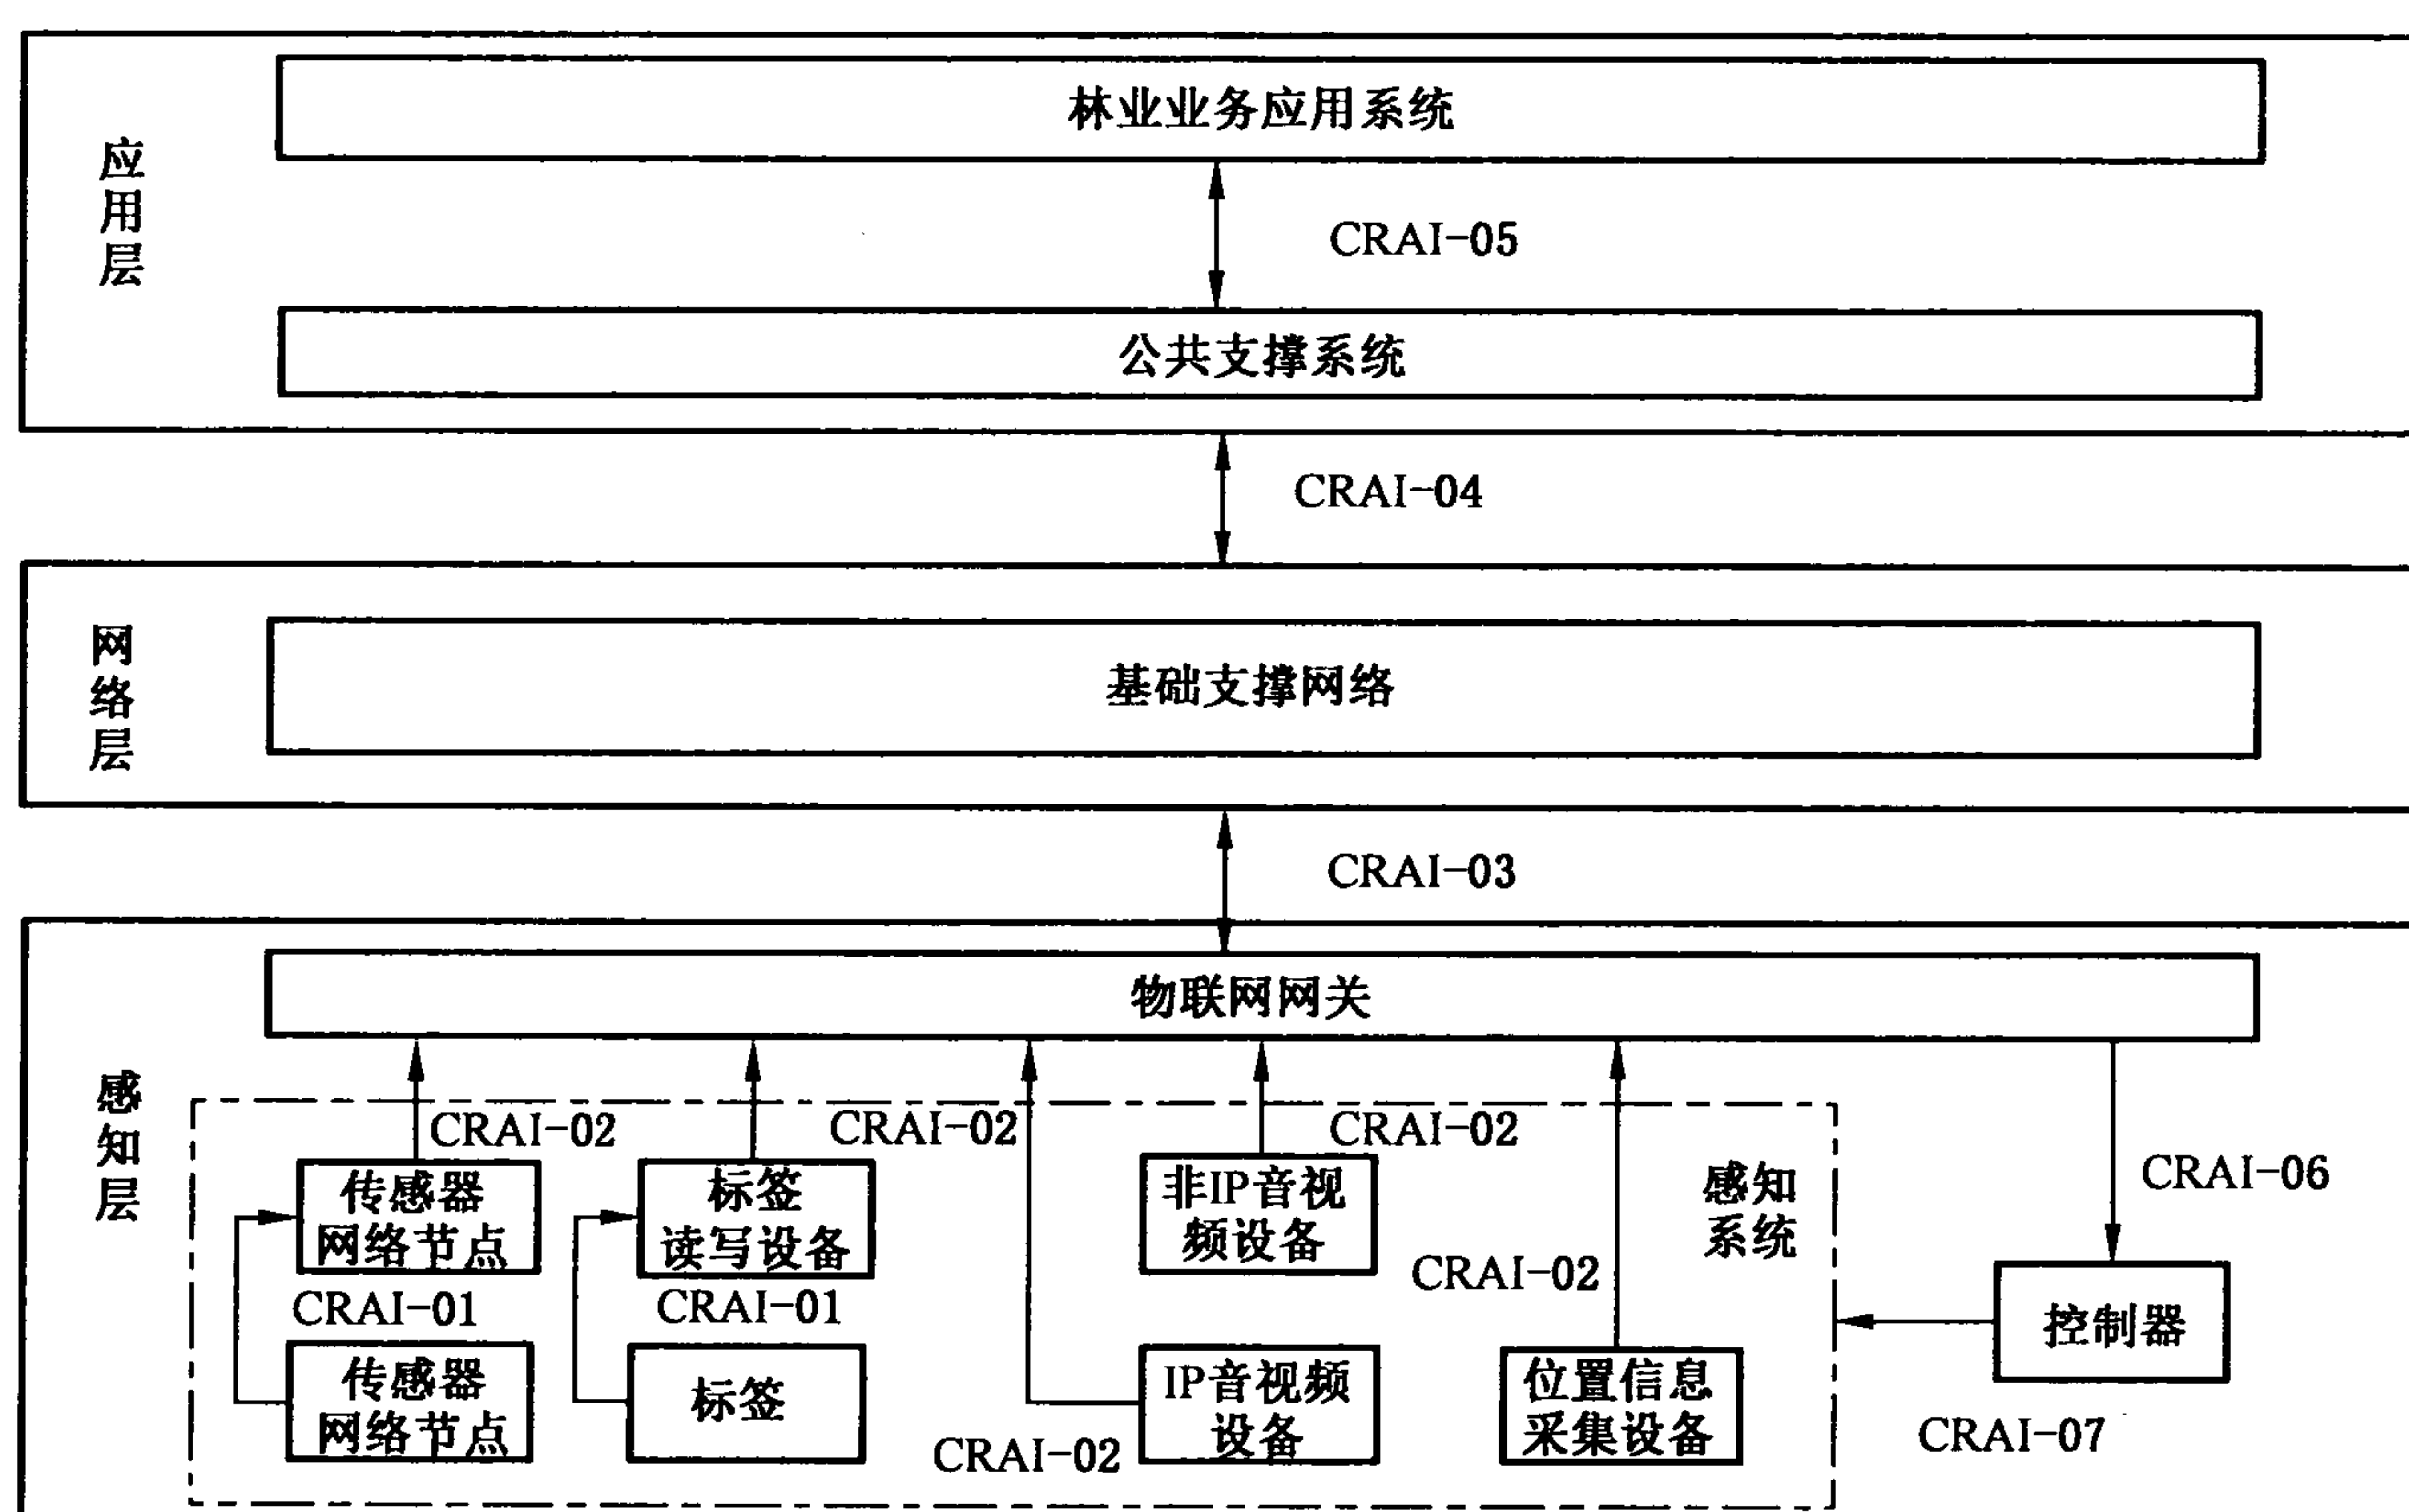 应用层
林业业务应用系统
CRAI-05
公共支撑系统
CRAI-04
网络层
基础支撑网络
CRAI-03
感知层
物联网网关
CRAI-02
CRAI-02
CRAI-02
传感器
网络节点
标签
读写设备
非IP音视
频设备
CRAI-02
感知
系统
CRAI-06
CRAI-01
CRAI-01
控制器
传感器
网络节点
标签
IP音视频
设备
CRAI-02
位置信息
采集设备
CRAI-07